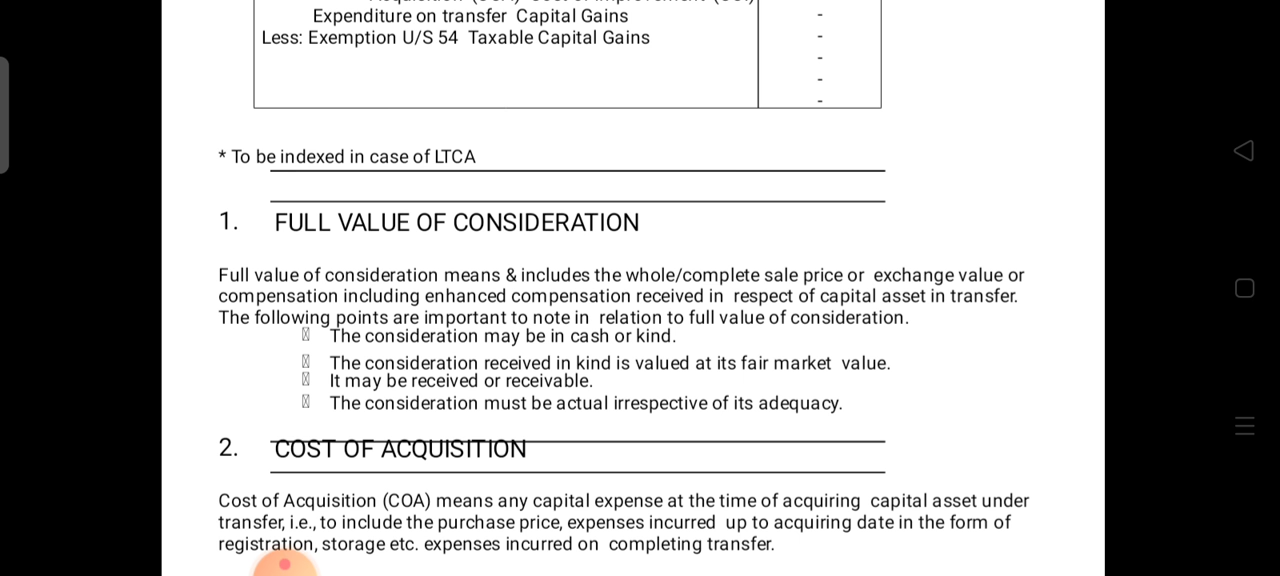 Expenditure on transfer Capital Gains -
Less: Exemption U/S 54 Taxable Capital Gains -
-
-
-
* To be indexed in case of LTCA
1. FULL VALUE OF CONSIDERATION
Full value of consideration means & includes the whole/complete sale price or exchange value or
compensation including enhanced compensation received in respect of capital asset in transfer.
The following points are important to note in relation to full value of consideration.
The consideration may be in cash or kind.
The consideration received in kind is valued at its fair market value.
It may be received or receivable.
The consideration must be actual irrespective of its adequacy.
2. COST OF ACQUISITION
Cost of Acquisition (COA) means any capital expense at the time of acquiring capital asset under
transfer, i.e., to include the purchase price, expenses incurred up to acquiring date in the form of
registration, storage etc. expenses incurred on completing transfer.